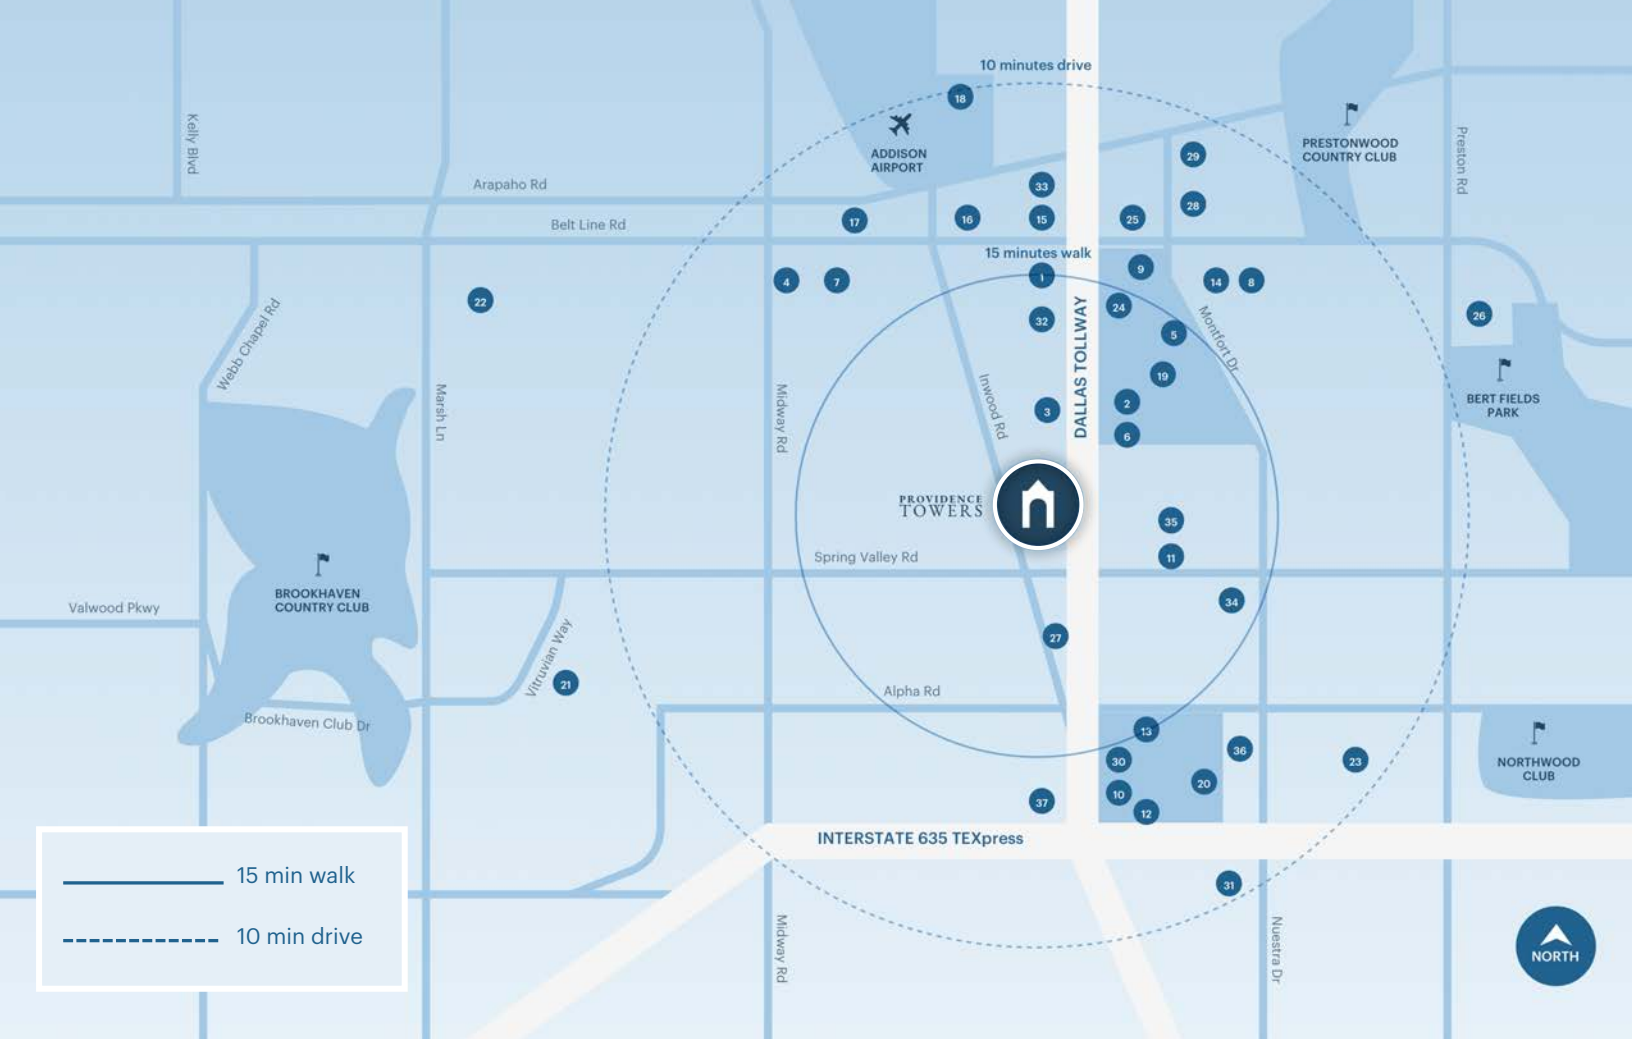 10 minutes drive
18
Kelly Blvd
ADDISON
AIRPORT
29
PRESTONWOOD
COUNTRY CLUB
Preston Rd
Arapaho Rd
33
28
Belt Line Rd
17
16
15
25
15 minutes walk
4
7
1
9
14
8
22
24
26
32
5
Webb Chapel Rd
Montfort Dr
DALLAS TOLLWAY
19
Marsh Ln
Midway Rd
Inwood Rd
3
2
6
BERT FIELDS
PARK
PROVIDENCE
TOWERS
35
Spring Valley Rd
11
BROOKHAVEN
COUNTRY CLUB
Valwood Pkwy
34
27
Vitruvian Way
21
Alpha Rd
Brookhaven Club Dr
13
36
30
23
NORTHWOOD
CLUB
20
10
37
12
INTERSTATE 635 TEXpress
15 min walk
31
10 min drive
Midway Rd
Nuestra Dr
NORTH